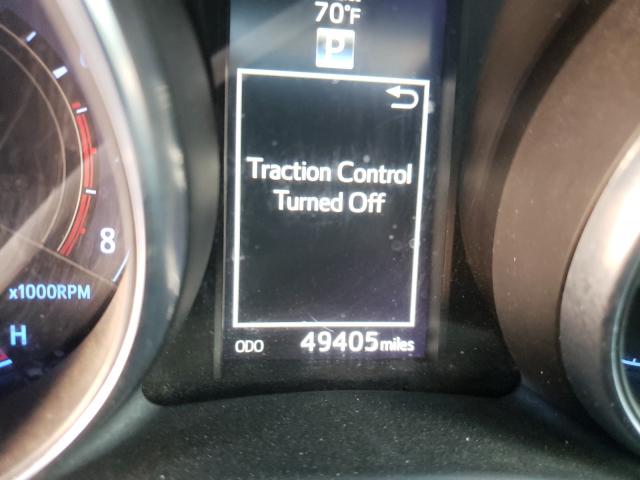 70°F
P
Traction Control
Turned Off
8
x1000RPM
H
ODO 49405 miles